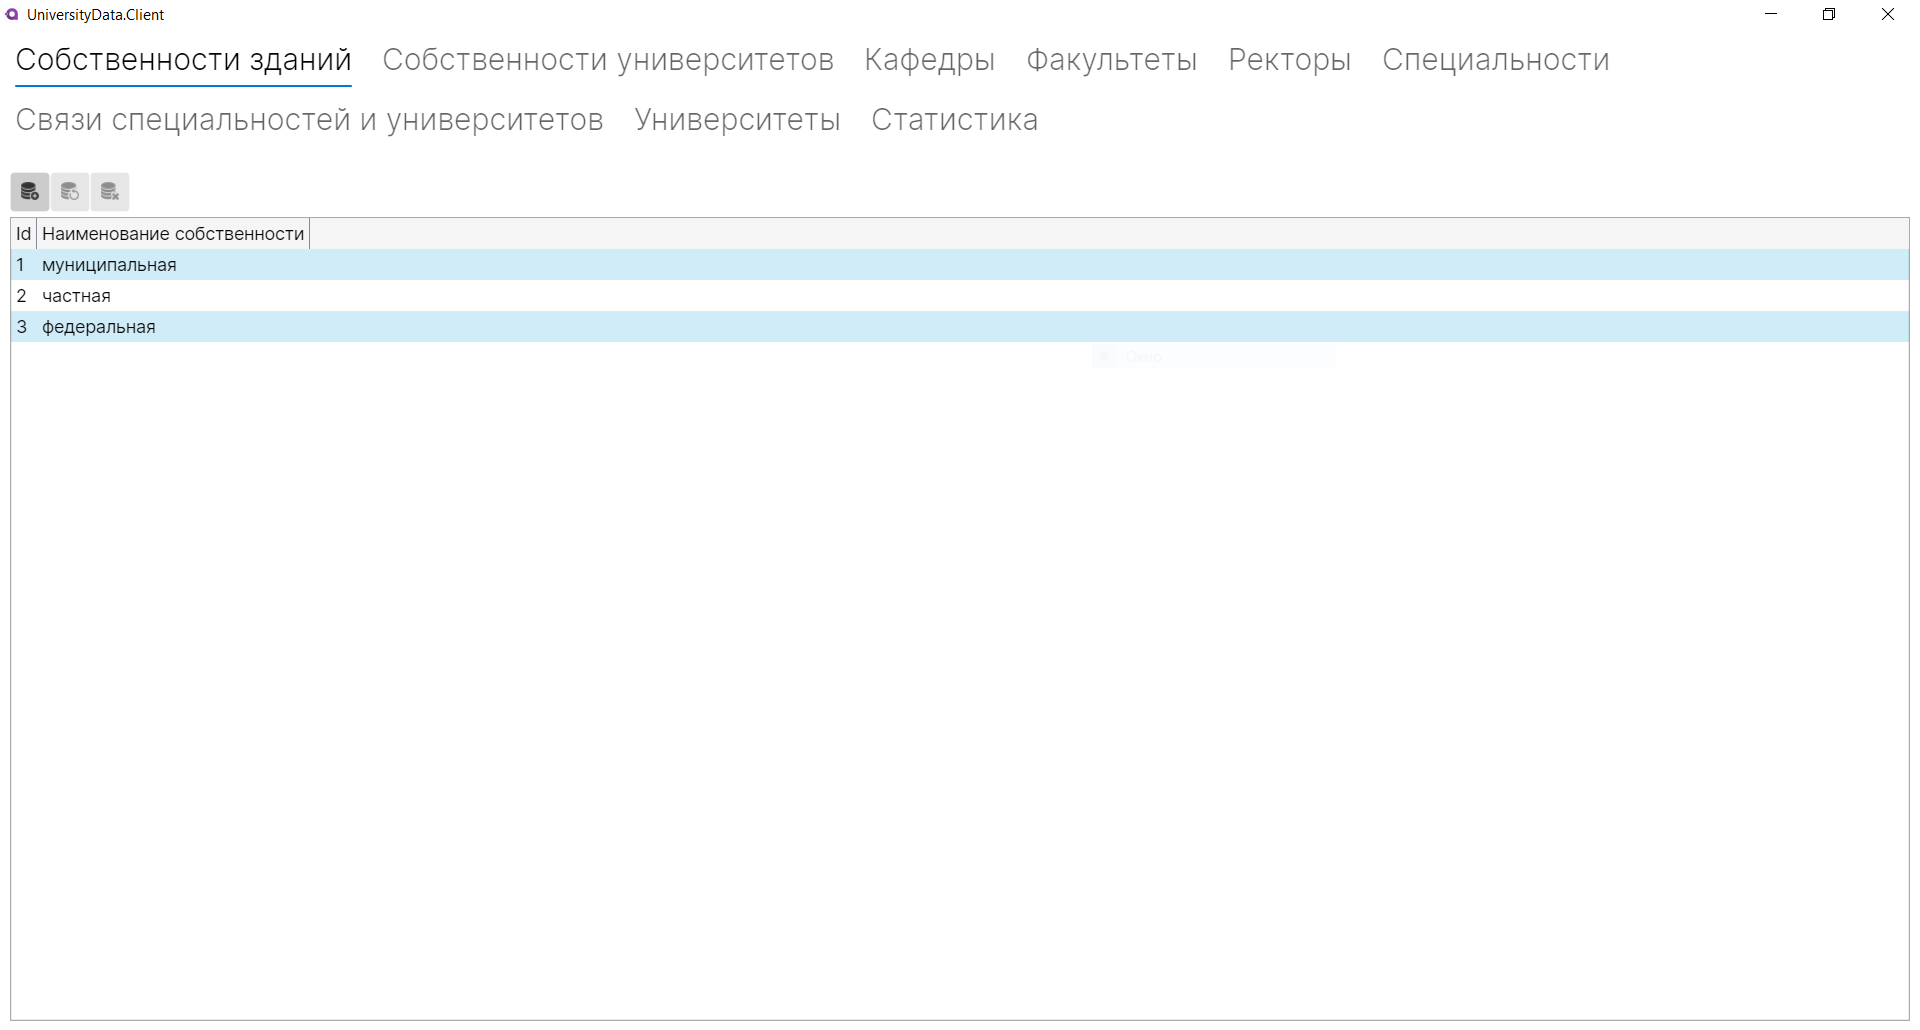 UniversityData.Client
Собственности зданий Собственности университетов Кафедры Факультеты Ректоры Специальности
Связи специальностей и университетов Университеты Статистика
Id Наименование собственности
1 муниципальная
2 частная
3 федеральная
Окно